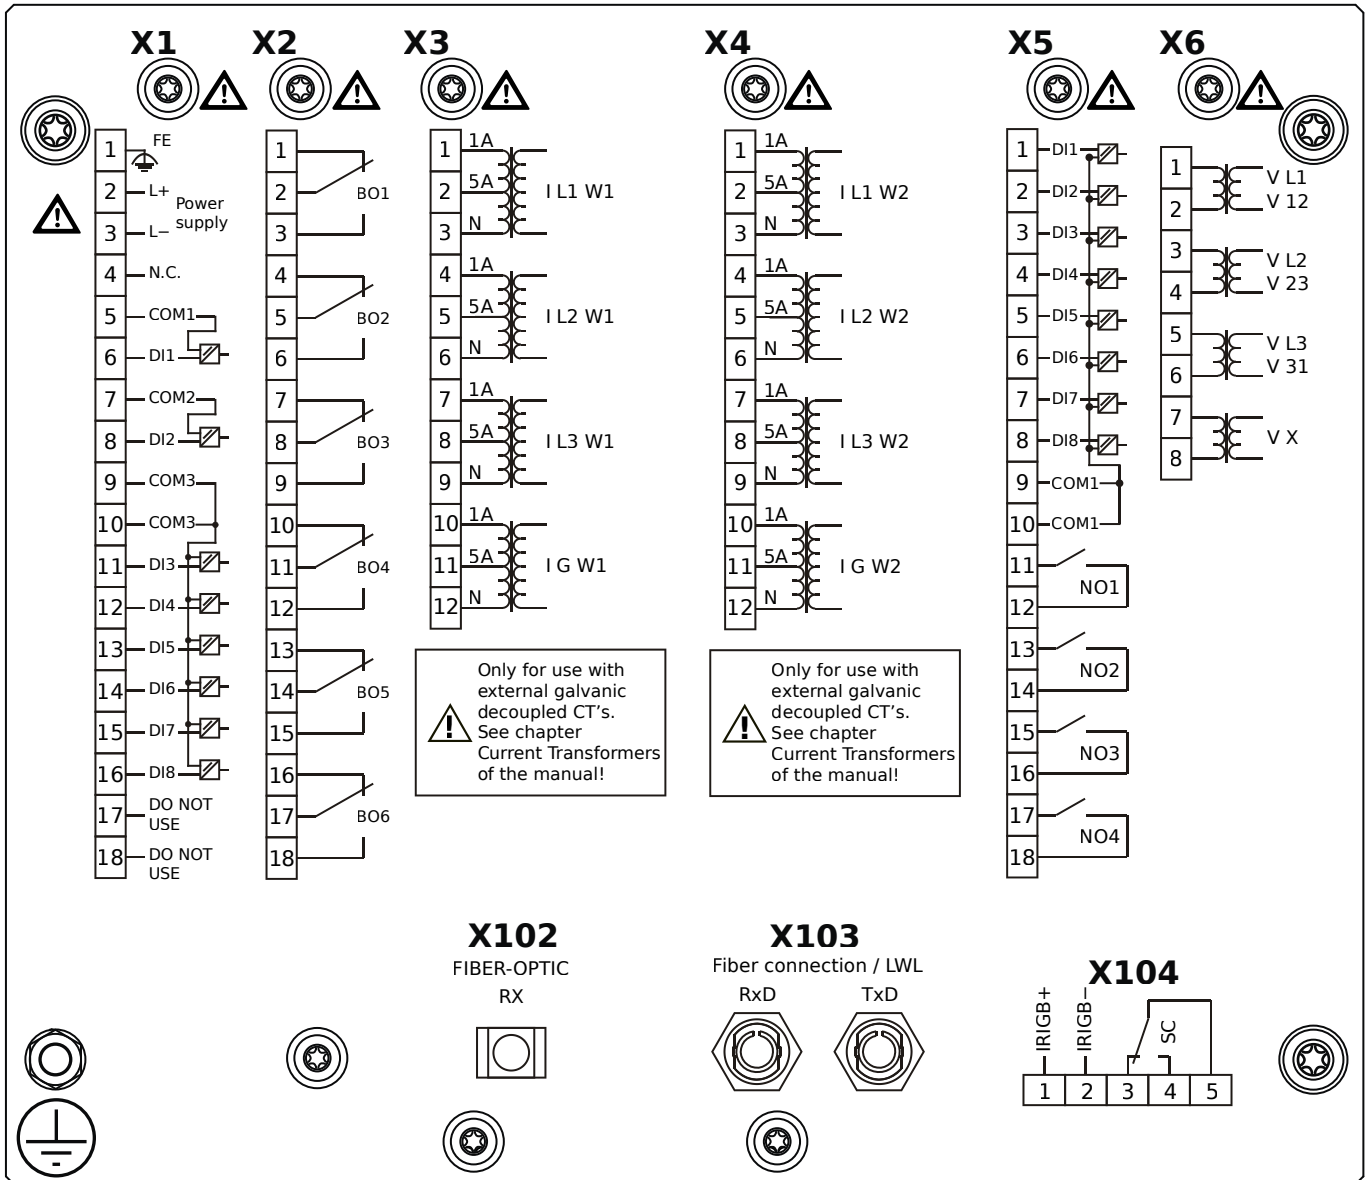 X1
X2
X3
X4
X5
X6
1 FE
2 L+
3 L−
Power
supply
4 N.C.
5 COM1
6 DI1
7 COM2
8 DI2
9 COM3
10 COM3
11 DI3
12 DI4
13 DI5
14 DI6
15 DI7
16 DI8
17 DO NOT
USE
18 DO NOT
USE
1
2 BO1
3
4
5 BO2
6
7
8 BO3
9
10
11 BO4
12
13
14 BO5
15
16
17 BO6
18
1 1A
2 5A I L1 W1
3 N
4 1A
5 5A I L2 W1
6 N
7 1A
8 5A I L3 W1
9 N
10 1A
11 5A I G W1
12 N
Only for use with
external galvanic
decoupled CT's.
See chapter
Current Transformers
of the manual!
1 1A
2 5A I L1 W2
3 N
4 1A
5 5A I L2 W2
6 N
7 1A
8 5A I L3 W2
9 N
10 1A
11 5A I G W2
12 N
Only for use with
external galvanic
decoupled CT's.
See chapter
Current Transformers
of the manual!
1 DI1
2 DI2
3 DI3
4 DI4
5 DI5
6 DI6
7 DI7
8 DI8
9 COM1
10 COM1
11
NO1
12
13
NO2
14
15
NO3
16
17
NO4
18
1 V L1
2 V 12
3 V L2
4 V 23
5 V L3
6 V 31
7
V X
8
X102
FIBER-OPTIC
RX
X103
Fiber connection / LWL
RxD TxD
X104
IRIGB+
IRIGB−
SC
1 2 3 4 5